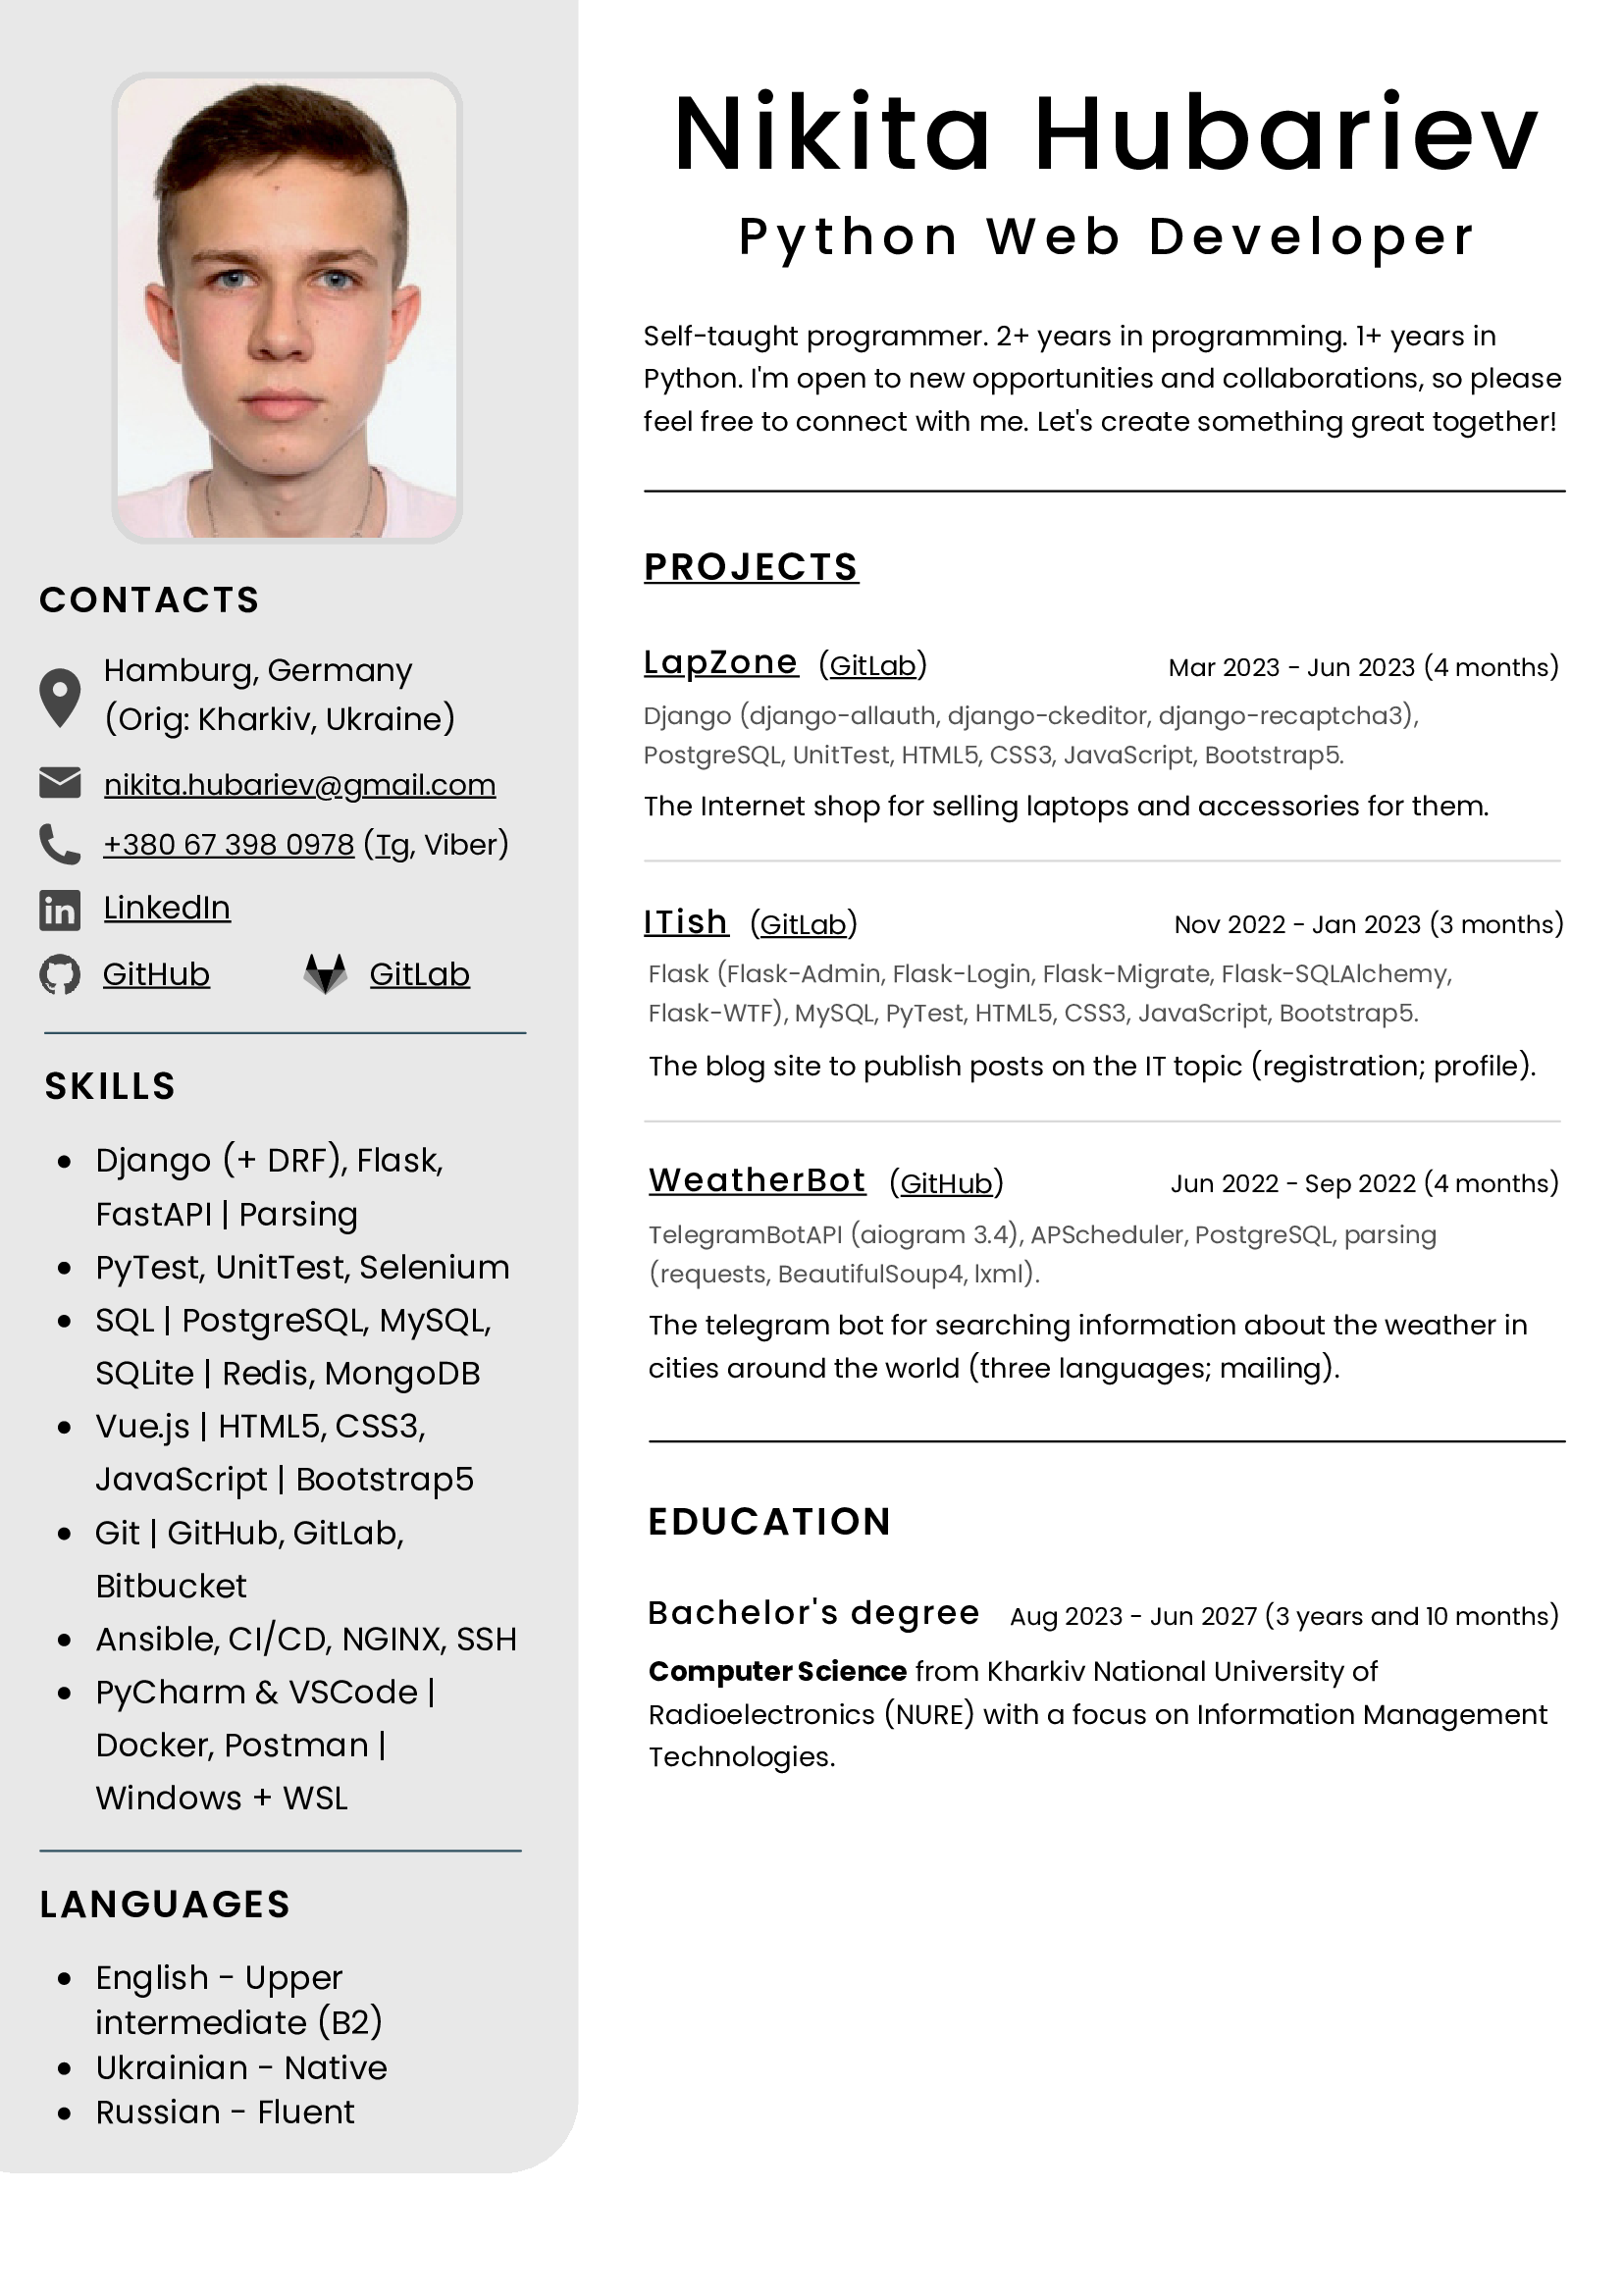 Nikita Hubariev
Python Web Developer
Self-taught programmer. 2+ years in programming. 1+ years in
Python. I'm open to new opportunities and collaborations, so please
feel free to connect with me. Let's create something great together!
CONTACTS
Hamburg, Germany
(Orig: Kharkiv, Ukraine)
nikita.hubariev@gmail.com
+380 67 398 0978 (Tg, Viber)
in LinkedIn
GitHub GitLab
SKILLS
• Django (+ DRF), Flask,
FastAPI | Parsing
• PyTest, UnitTest, Selenium
• SQL | PostgreSQL, MySQL,
SQLite | Redis, MongoDB
• Vue.js | HTML5, CSS3,
JavaScript | Bootstrap5
• Git | GitHub, GitLab,
Bitbucket
• Ansible, CI/CD, NGINX, SSH
• PyCharm & VSCode |
Docker, Postman |
Windows + WSL
LANGUAGES
• English - Upper
intermediate (B2)
• Ukrainian - Native
• Russian - Fluent
PROJECTS
LapZone (GitLab) Mar 2023 - Jun 2023 (4 months)
Django (django-allauth, django-ckeditor, django-recaptcha3),
PostgreSQL, UnitTest, HTML5, CSS3, JavaScript, Bootstrap5.
The Internet shop for selling laptops and accessories for them.
ITish (GitLab) Nov 2022 - Jan 2023 (3 months)
Flask (Flask-Admin, Flask-Login, Flask-Migrate, Flask-SQLAlchemy,
Flask-WTF), MySQL, PyTest, HTML5, CSS3, JavaScript, Bootstrap5.
The blog site to publish posts on the IT topic (registration; profile).
WeatherBot (GitHub) Jun 2022 - Sep 2022 (4 months)
TelegramBotAPI (aiogram 3.4), APScheduler, PostgreSQL, parsing
(requests, BeautifulSoup4, lxml).
The telegram bot for searching information about the weather in
cities around the world (three languages; mailing).
EDUCATION
Bachelor's degree Aug 2023 - Jun 2027 (3 years and 10 months)
Computer Science from Kharkiv National University of
Radioelectronics (NURE) with a focus on Information Management
Technologies.